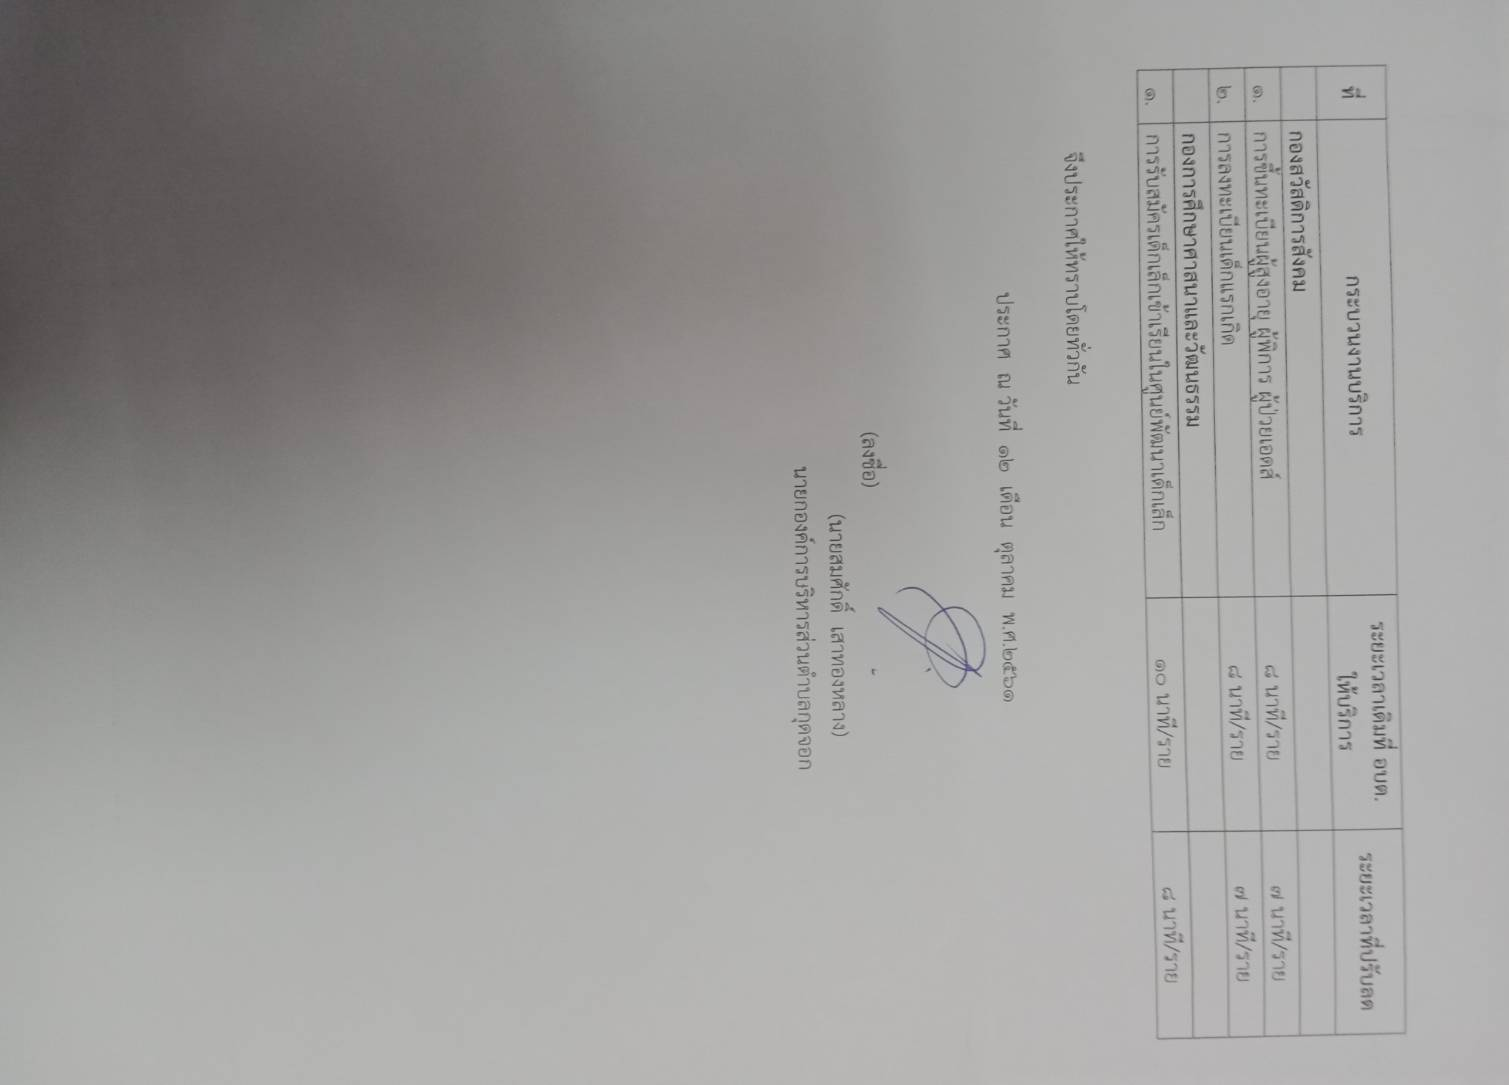 ที่ กระบวนงานบริการ ระยะเวลาเดิมที่ อบต. ให้บริการ ระยะเวลาที่ปรับลด
กองสวัสดิการสังคม
๑. การขึ้นทะเบียนผู้สูงอายุ ผู้พิการ ผู้ป่วยเอดส์ ๘ นาที/ราย ๗ นาที/ราย
๒. การลงทะเบียนเด็กแรกเกิด ๘ นาที/ราย ๗ นาที/ราย
กองการศึกษาศาสนาและวัฒนธรรม
๑. การรับสมัครเด็กเล็กเข้าเรียนในศูนย์พัฒนาเด็กเล็ก ๑๐ นาที/ราย ๘ นาที/ราย
จึงประกาศให้ทราบโดยทั่วกัน
ประกาศ ณ วันที่ ๑๒ เดือน ตุลาคม พ.ศ.๒๕๖๑
(ลงชื่อ)
(นายสมศักดิ์ เสาทองหลาง)
นายกองค์การบริหารส่วนตำบลกุดจอก